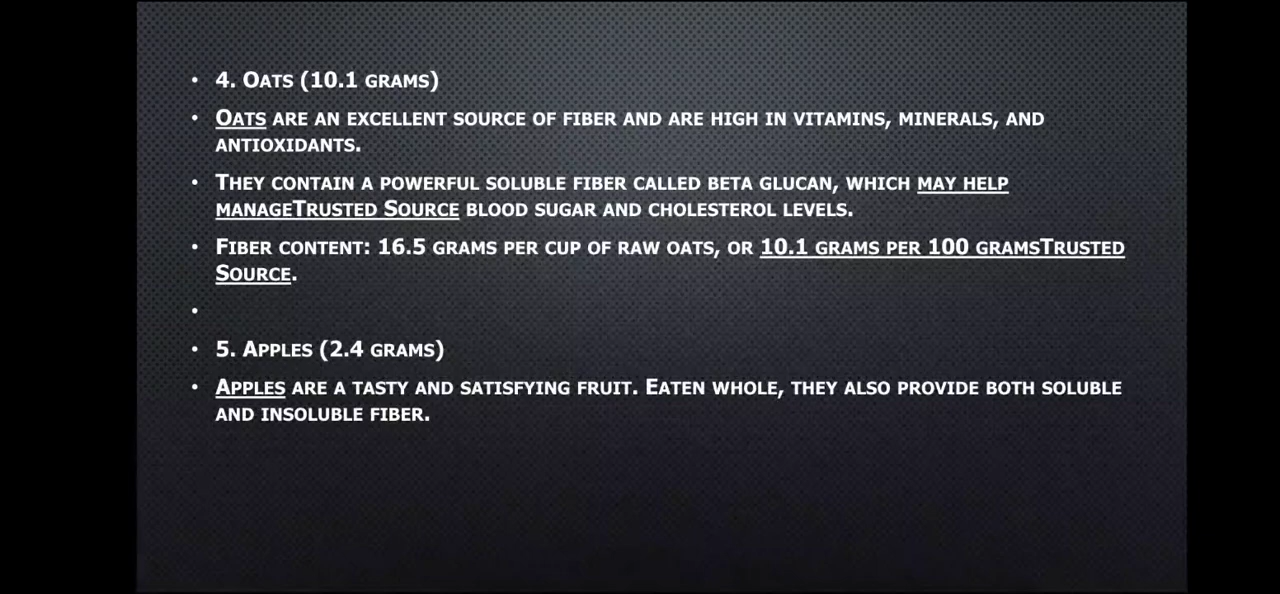 • 4. Oats (10.1 grams)
• Oats are an excellent source of fiber and are high in vitamins, minerals, and
antioxidants.
• They contain a powerful soluble fiber called beta glucan, which may help
manageTrusted Source blood sugar and cholesterol levels.
• Fiber content: 16.5 grams per cup of raw oats, or 10.1 grams per 100 gramsTrusted
Source.
•
• 5. Apples (2.4 grams)
• Apples are a tasty and satisfying fruit. Eaten whole, they also provide both soluble
and insoluble fiber.